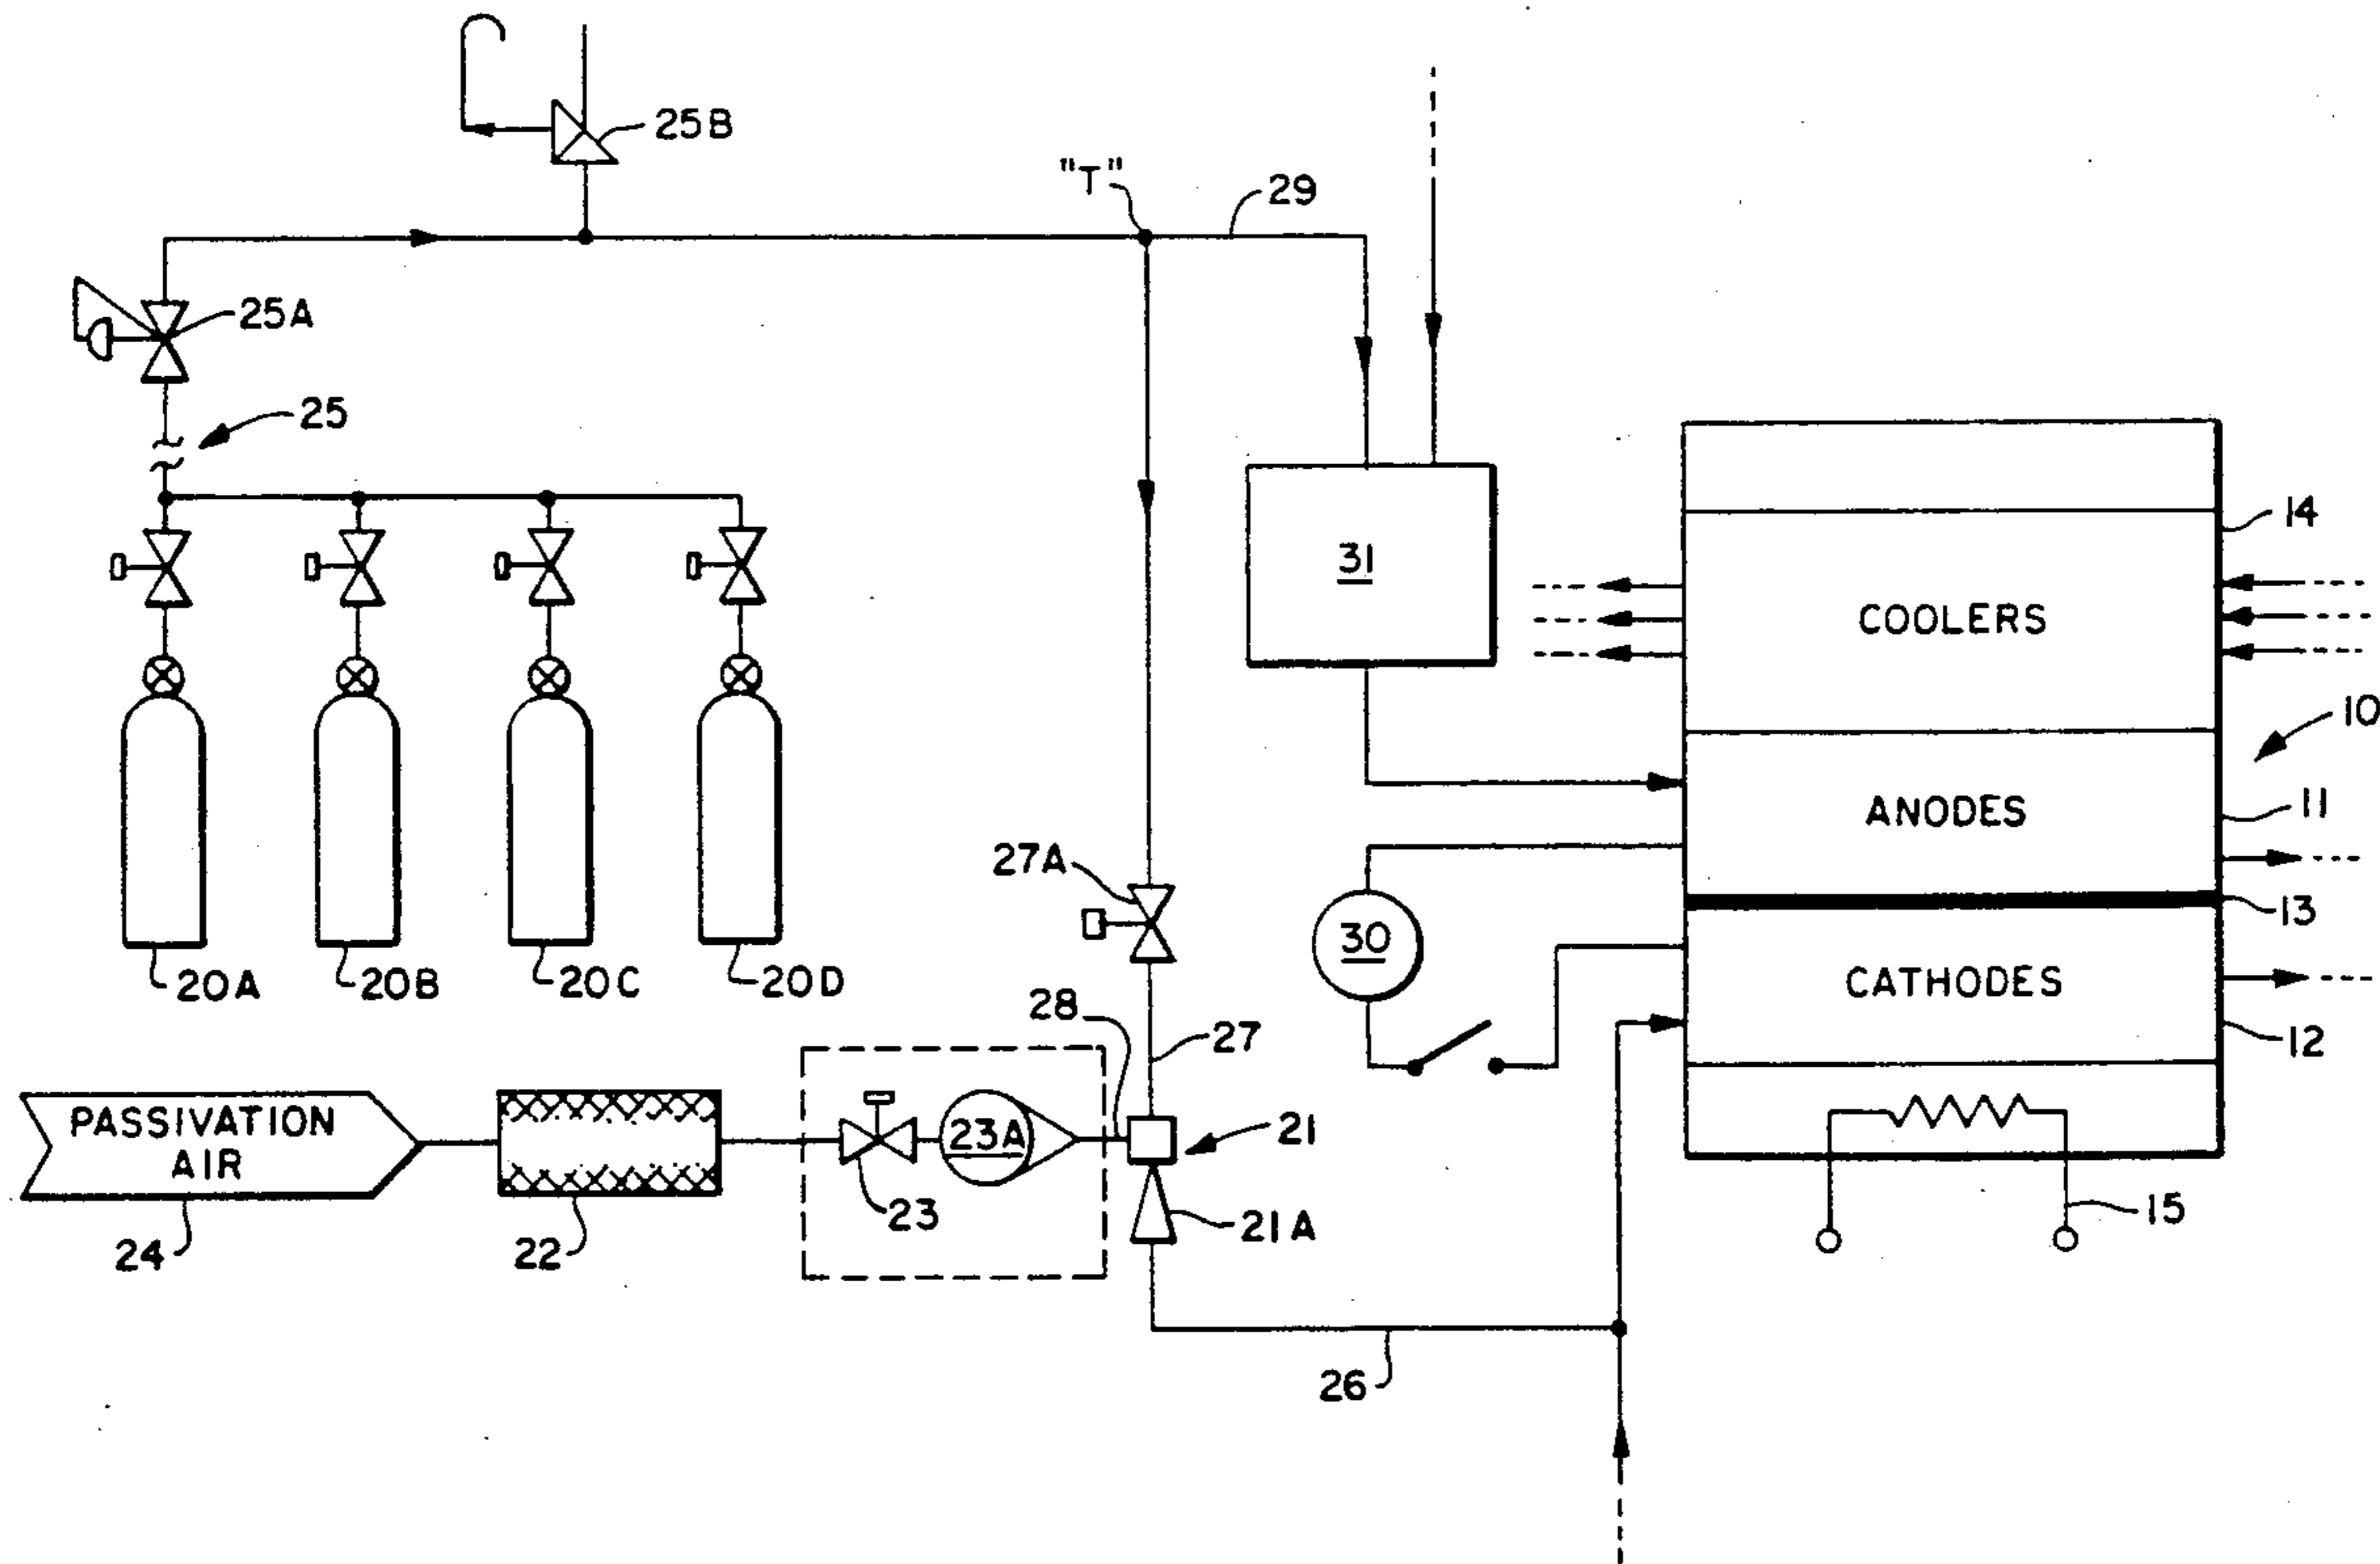 25B
"T"
29
25A
25
14
31
COOLERS
10
ANODES
11
27A
13
30
20A
20B
20C
20D
CATHODES
28
27
12
PASSIVATION
AIR
23A
21
23
21A
15
24
22
26